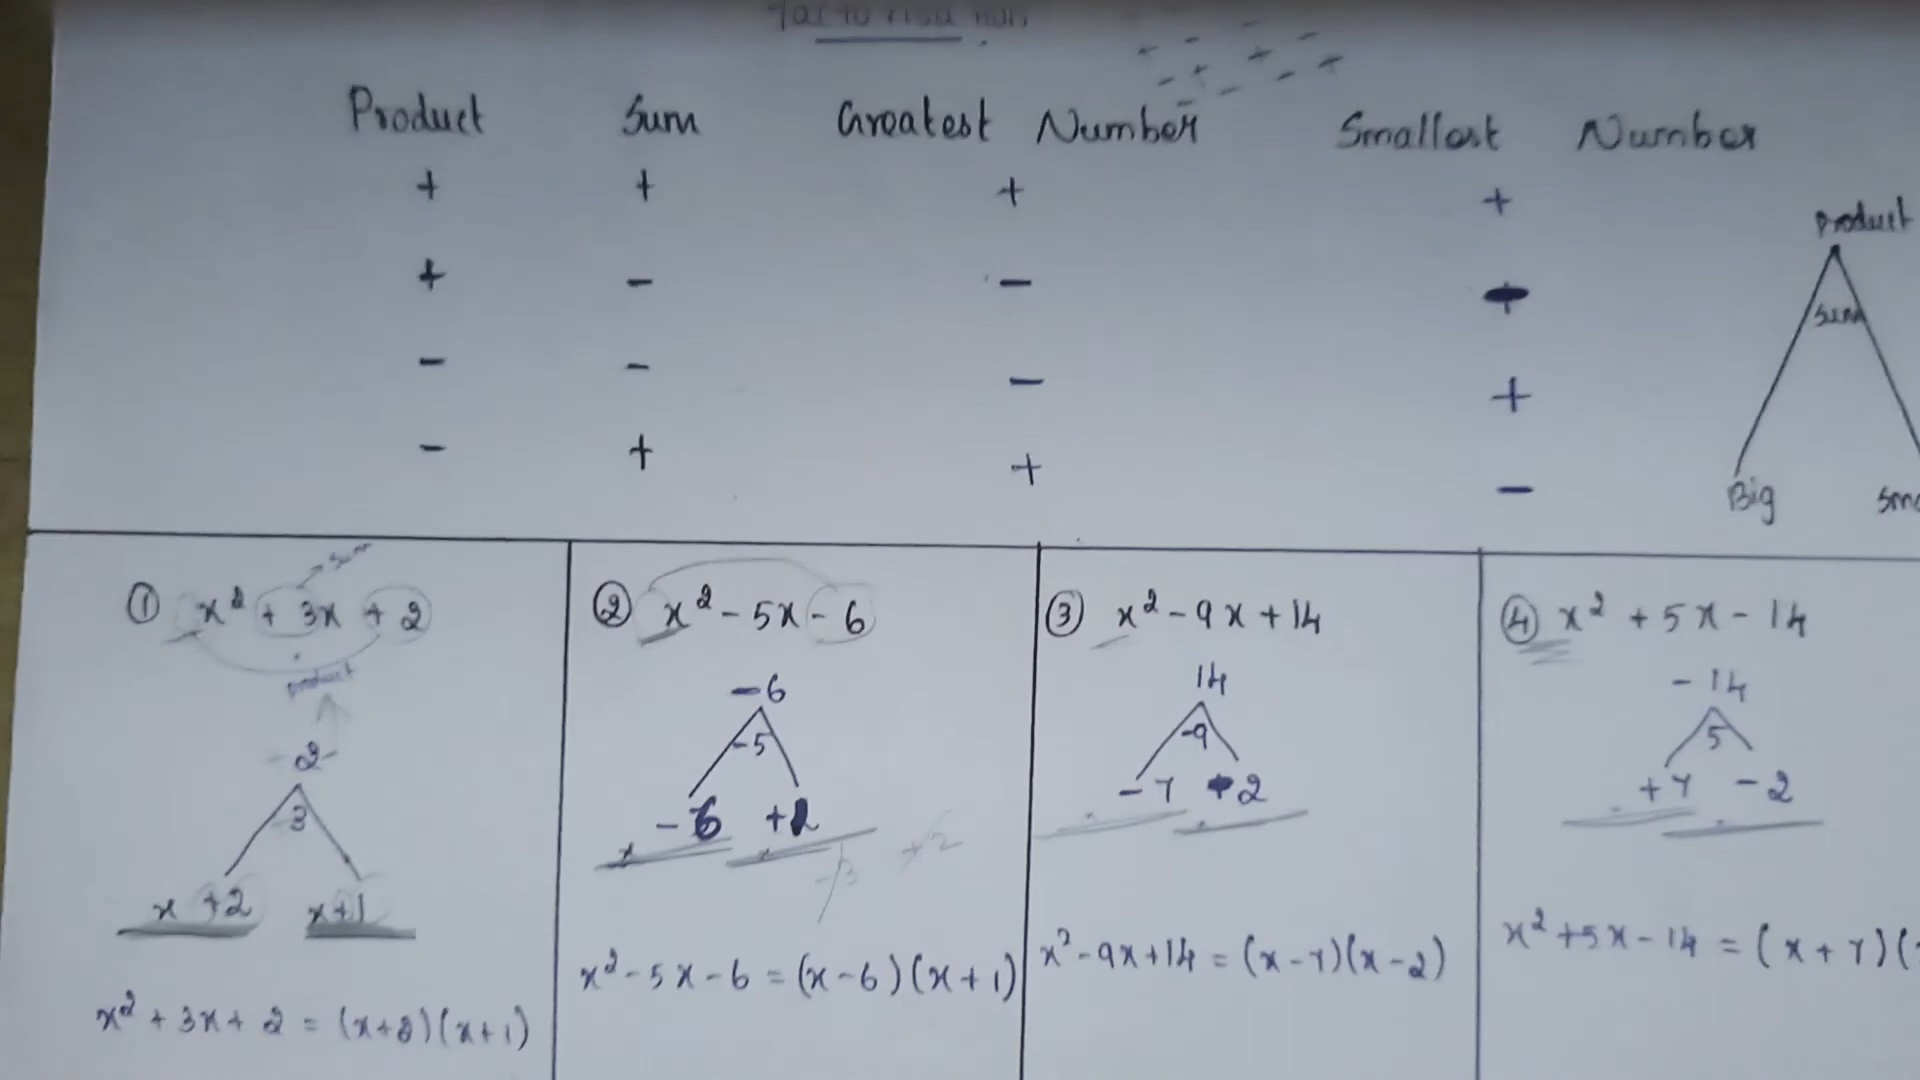 Factorisation
Product Sum Greatest Number Smallest Number
+ + + +
+ - -
- - - +
- + + -
Product
Sum
Big
① x² + 3x + 2
Sum
product
2
3
x +2 x+1
x² + 3x + 2 = (x+2)(x+1)
② x² - 5x - 6
-6
-5
-6 +1
+2
x² - 5x - 6 = (x-6)(x+1)
③ x² - 9x + 14
14
-9
-7 -2
x² - 9x + 14 = (x-7)(x-2)
④ x² + 5x - 14
-14
5
+7 -2
x² + 5x - 14 = (x+7)(